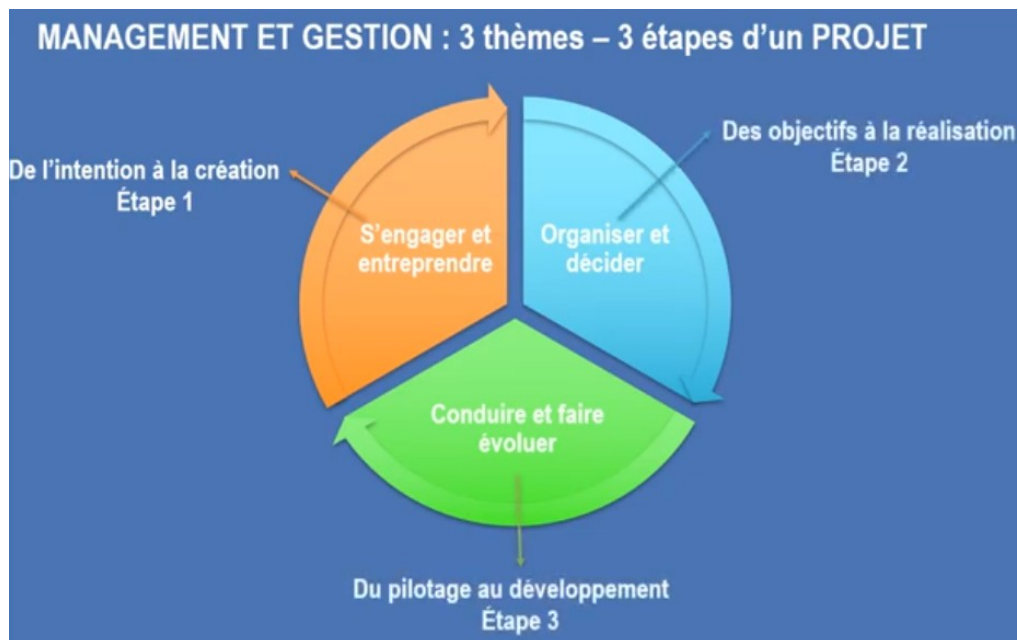 MANAGEMENT ET GESTION : 3 thèmes – 3 étapes d’un PROJET
De l’intention à la création
Étape 1
S’engager et
entreprendre
Des objectifs à la réalisation
Étape 2
Organiser et
décider
Conduire et faire
évoluer
Du pilotage au développement
Étape 3